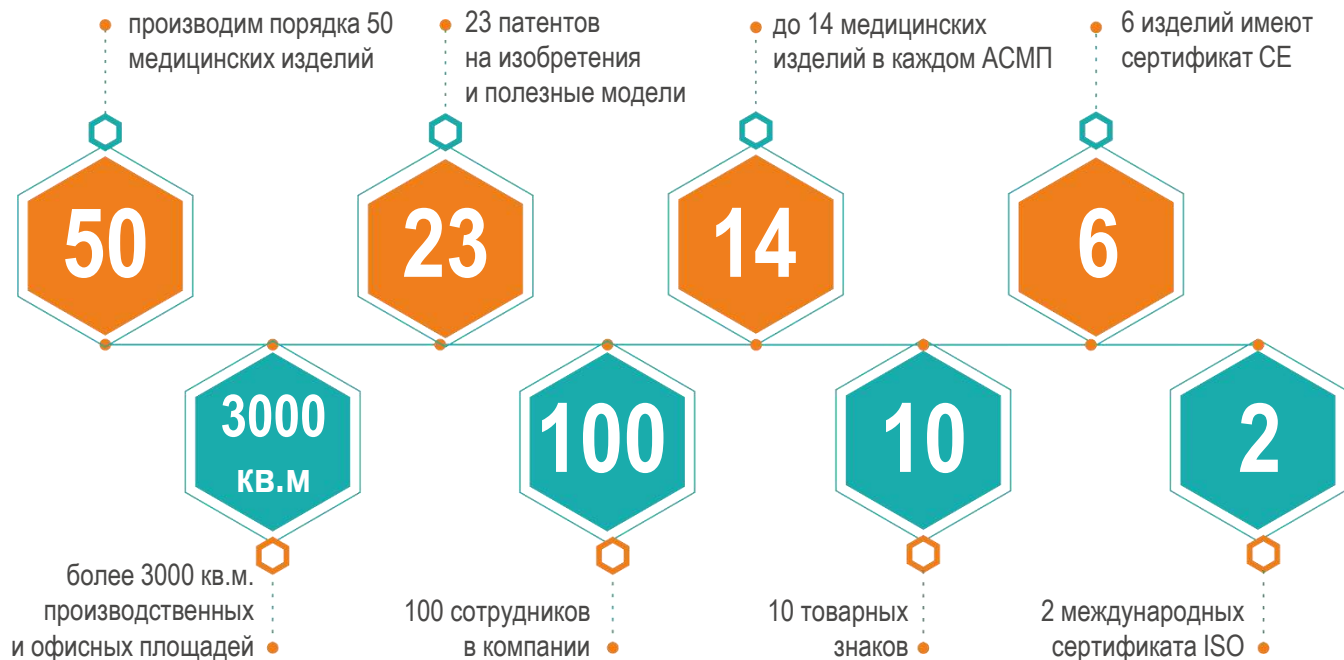 производим порядка 50
медицинских изделий
23 патентов
на изобретения
и полезные модели
до 14 медицинских
изделий в каждом АСМП
6 изделий имеют
сертификат СЕ
50
23
14
6
3000
кв.м
100
10
2
более 3000 кв.м.
производственных
и офисных площадей
100 сотрудников
в компании
10 товарных
знаков
2 международных
сертификата ISO